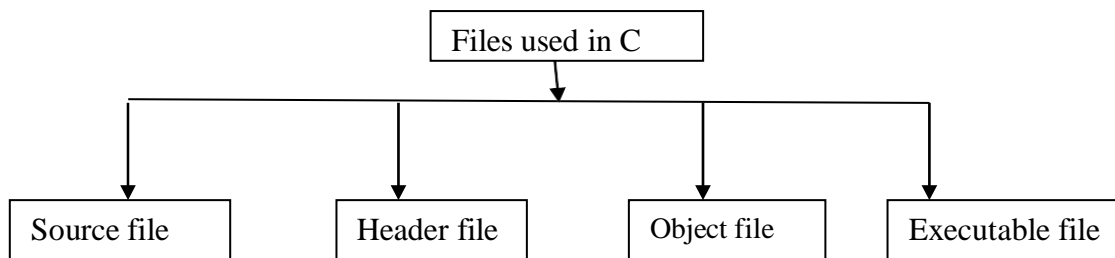 Files used in C
Source file
Header file
Object file
Executable file